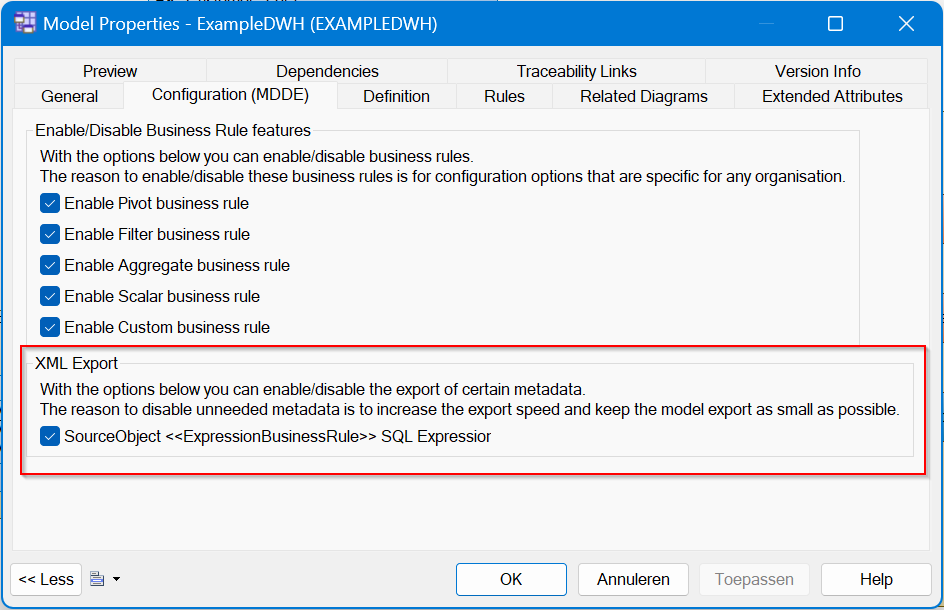 Model Properties - ExampleDWH (EXAMPLEDWH)
Preview Dependencies Traceability Links Version Info
General Configuration (MDDE) Definition Rules Related Diagrams Extended Attributes
Enable/Disable Business Rule features
With the options below you can enable/disable business rules.
The reason to enable/disable these business rules is for configuration options that are specific for any organisation.
Enable Pivot business rule
Enable Filter business rule
Enable Aggregate business rule
Enable Scalar business rule
Enable Custom business rule
XML Export
With the options below you can enable/disable the export of certain metadata.
The reason to disable unneeded metadata is to increase the export speed and keep the model export as small as possible.
SourceObject <<ExpressionBusinessRule>> SQL Expressior
<< Less OK Annuleren Toepassen Help